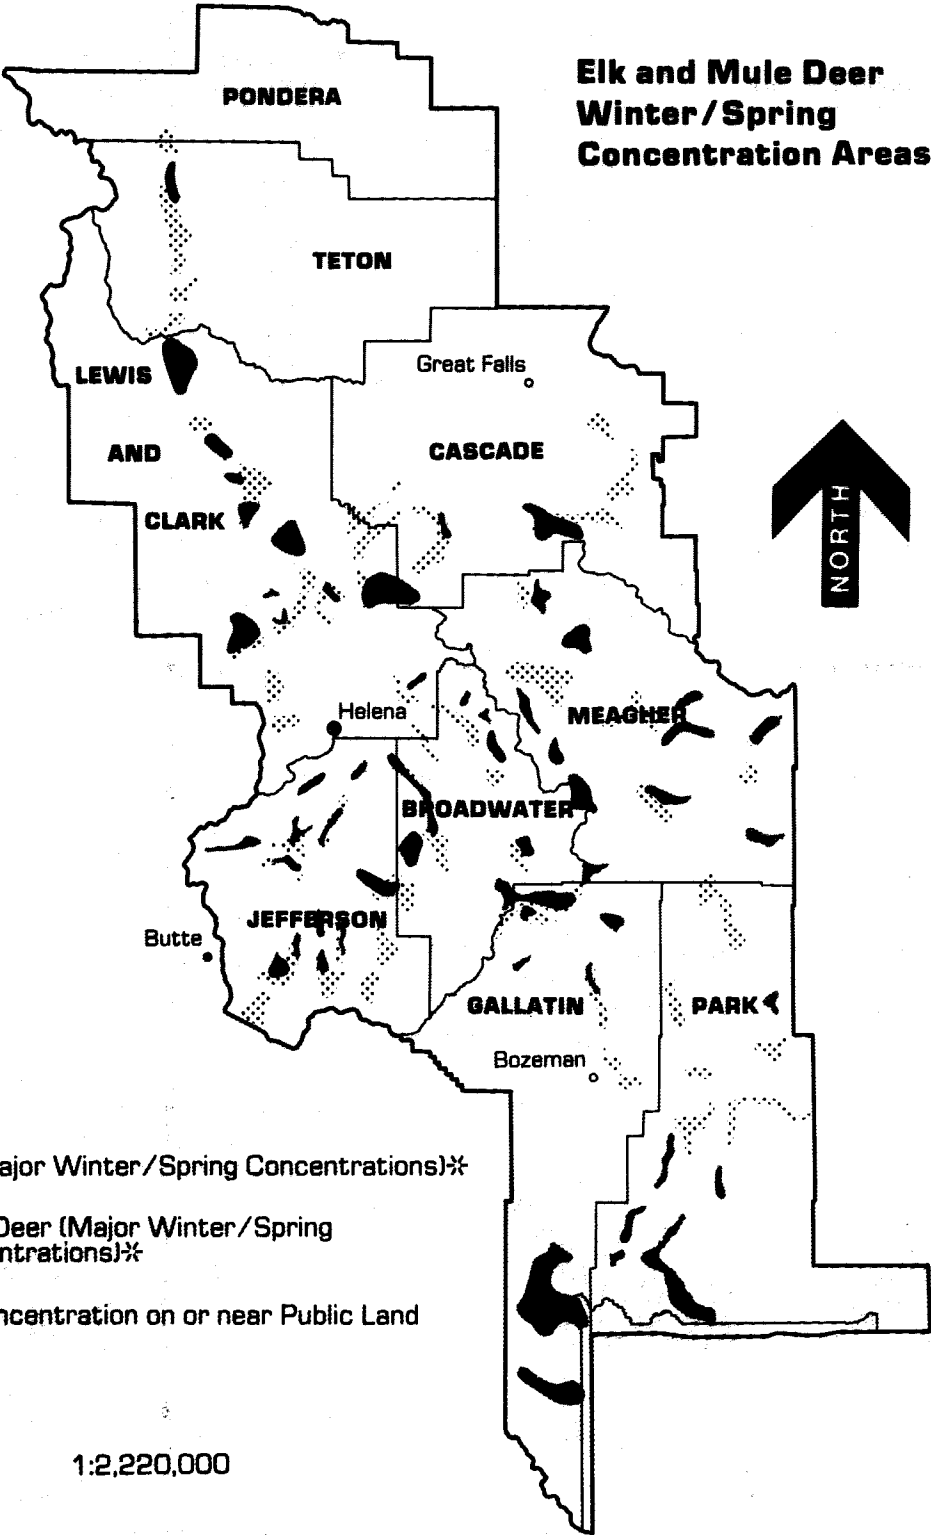 Elk and Mule Deer
Winter/Spring
Concentration Areas
PONDERA
TETON
Great Falls
LEWIS
AND
CLARK
CASCADE
NORTH
Helena
MEAGHER
BROADWATER
JEFFERSON
Butte
GALLATIN
PARK
Bozeman
ajor Winter/Spring Concentrations)*
Deer (Major Winter/Spring
ntrations)*
ncentration on or near Public Land
1:2,220,000